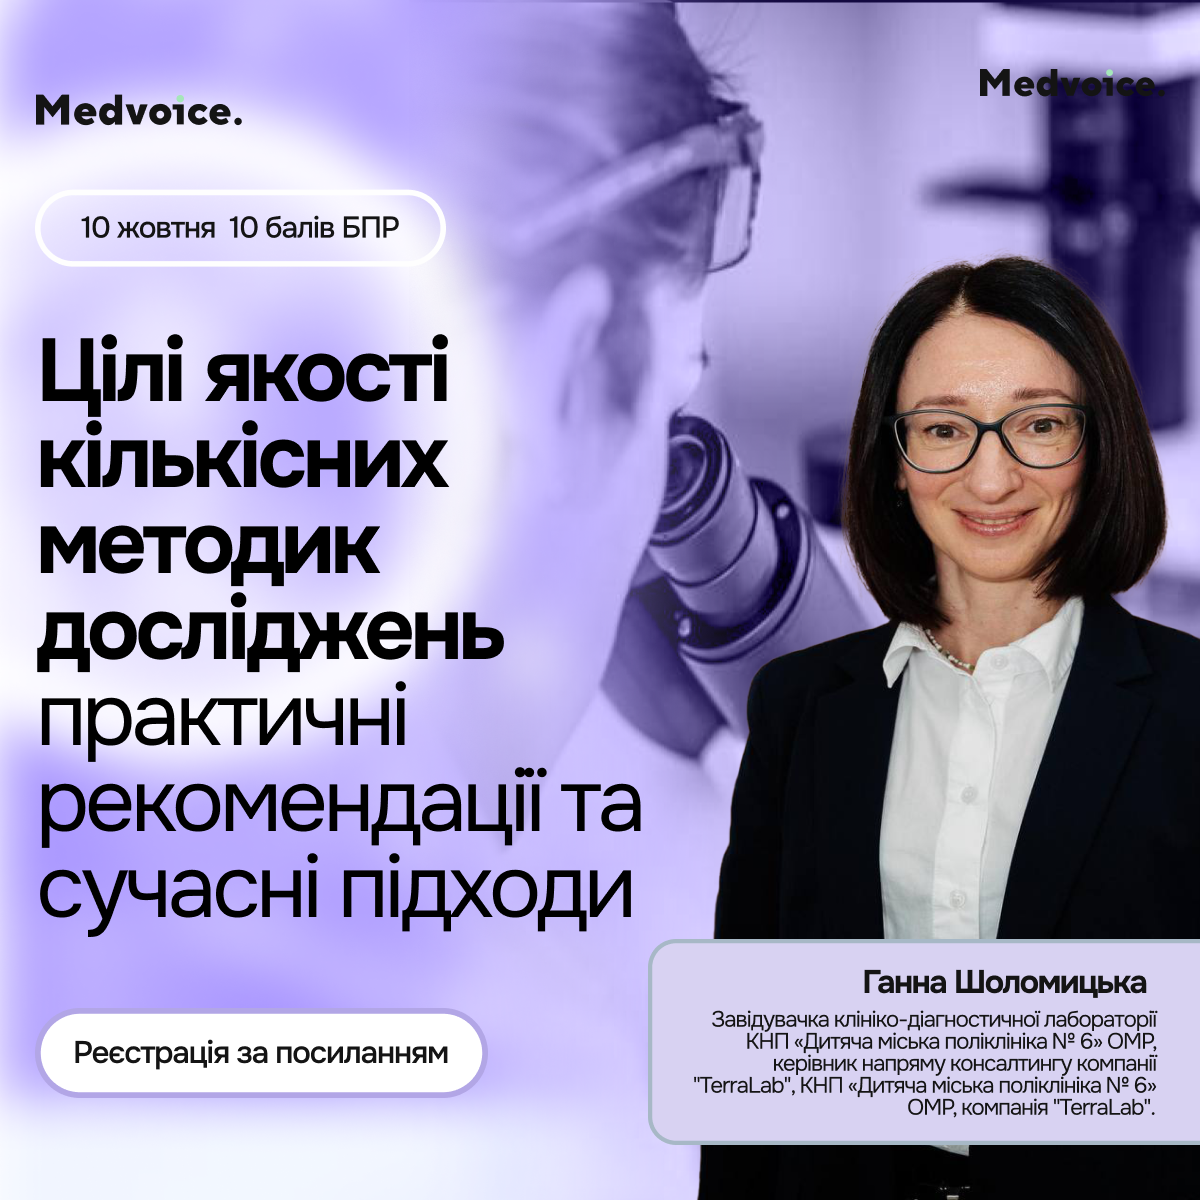 Medvoice.
Medvoice.
10 жовтня  10 балів БПР
Цілі якості
кількісних
методик
досліджень
практичні
рекомендації та
сучасні підходи
Реєстрація за посиланням
Ганна Шоломицька
Завідувачка клініко-діагностичної лабораторії
КНП «Дитяча міська поліклініка № 6» ОМР,
керівник напряму консалтингу компанії
"TerraLab", КНП «Дитяча міська поліклініка № 6»
ОМР, компанія "TerraLab".